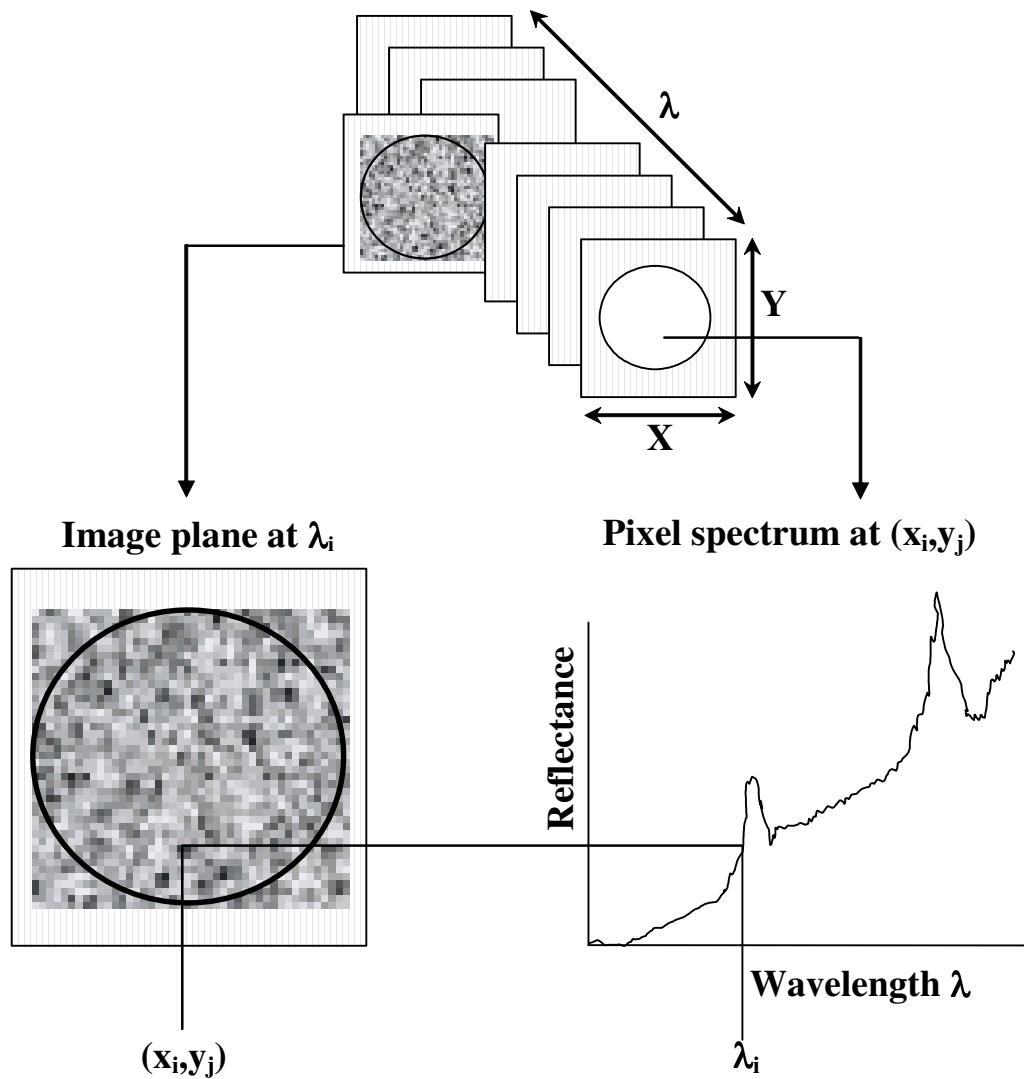 λ
Y
X
Image plane at λᵢ
Pixel spectrum at (xᵢ,yⱼ)
Reflectance
Wavelength λ
(xᵢ,yⱼ)
λᵢ